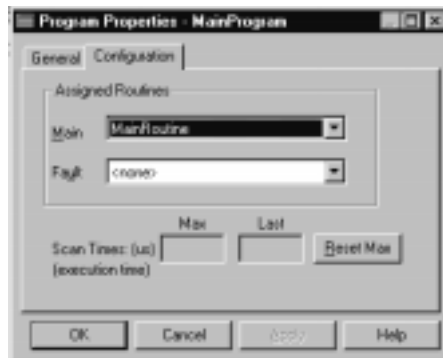 Program Properties - MainProgram
General Configuration
Assigned Routines
Main MainRoutine
Fault <none>
Max Last
Scan Times: (us) Reset Max
(execution time)
OK Cancel Apply Help